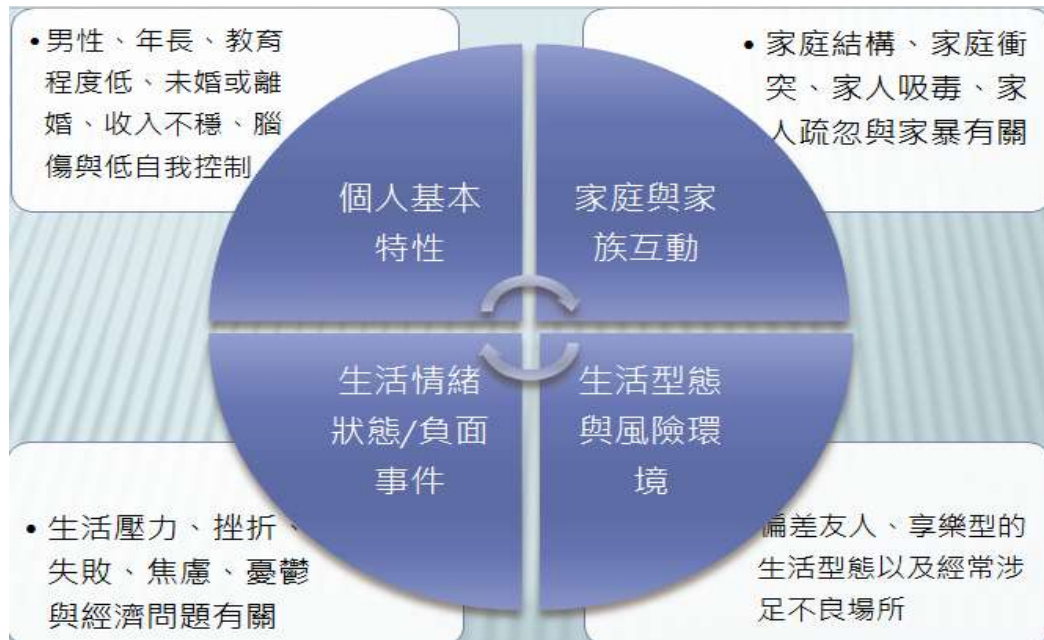 • 男性、年長、教育
程度低、未婚或離
婚、收入不穩、腦
傷與低自我控制
• 家庭結構、家庭衝
突、家人吸毒、家
人疏忽與家暴有關
個人基本
特性
家庭與家
族互動
生活情緒
狀態/負面
事件
生活型態
與風險環
境
• 生活壓力、挫折、
失敗、焦慮、憂鬱
與經濟問題有關
偏差友人、享樂型的
生活型態以及經常涉
足不良場所